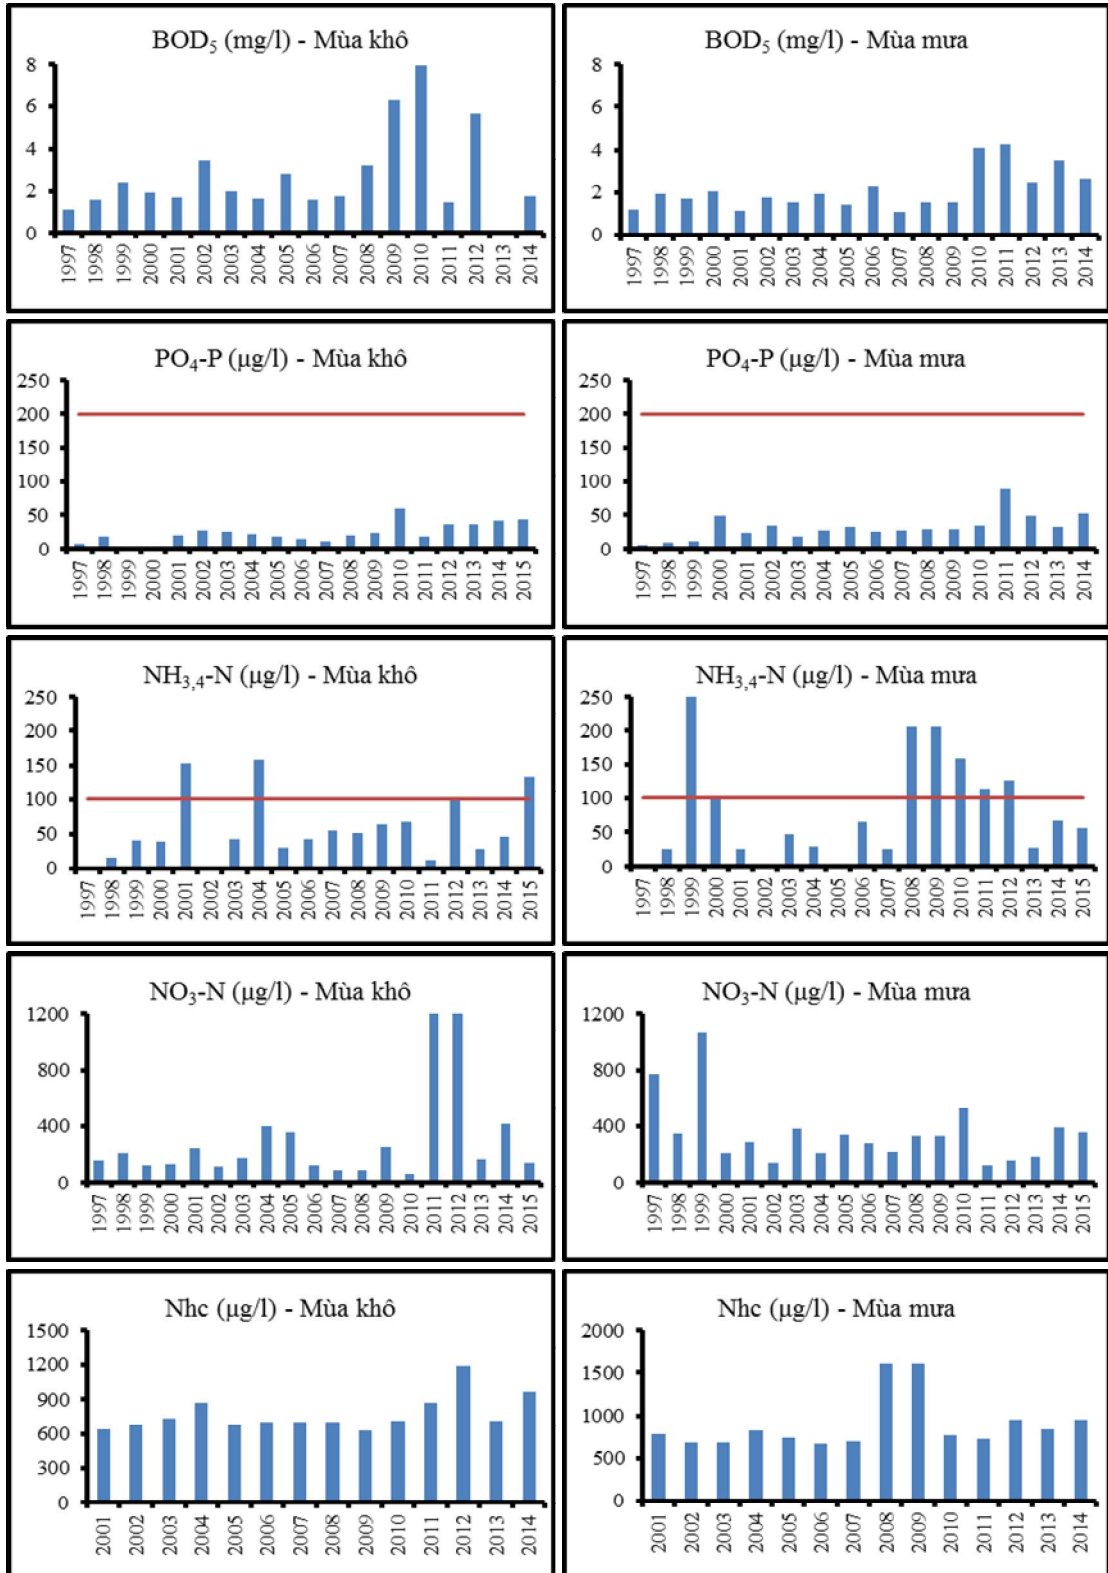 BOD₅ (mg/l) - Mùa khô
8
6
4
2
0
1997 1998 1999 2000 2001 2002 2003 2004 2005 2006 2007 2008 2009 2010 2011 2012 2013 2014
BOD₅ (mg/l) - Mùa mưa
8
6
4
2
0
1997 1998 1999 2000 2001 2002 2003 2004 2005 2006 2007 2008 2009 2010 2011 2012 2013 2014
PO₄-P (µg/l) - Mùa khô
250
200
150
100
50
0
1997 1998 1999 2000 2001 2002 2003 2004 2005 2006 2007 2008 2009 2010 2011 2012 2013 2014 2015
PO₄-P (µg/l) - Mùa mưa
250
200
150
100
50
0
1997 1998 1999 2000 2001 2002 2003 2004 2005 2006 2007 2008 2009 2010 2011 2012 2013 2014
NH₃,₄-N (µg/l) - Mùa khô
250
200
150
100
50
0
1997 1998 1999 2000 2001 2002 2003 2004 2005 2006 2007 2008 2009 2010 2011 2012 2013 2014 2015
NH₃,₄-N (µg/l) - Mùa mưa
250
200
150
100
50
0
1997 1998 1999 2000 2001 2002 2003 2004 2005 2006 2007 2008 2009 2010 2011 2012 2013 2014 2015
NO₃-N (µg/l) - Mùa khô
1200
800
400
0
1997 1998 1999 2000 2001 2002 2003 2004 2005 2006 2007 2008 2009 2010 2011 2012 2013 2014 2015
NO₃-N (µg/l) - Mùa mưa
1200
800
400
0
1997 1998 1999 2000 2001 2002 2003 2004 2005 2006 2007 2008 2009 2010 2011 2012 2013 2014 2015
Nhc (µg/l) - Mùa khô
1500
1200
900
600
300
0
2001 2002 2003 2004 2005 2006 2007 2008 2009 2010 2011 2012 2013 2014
Nhc (µg/l) - Mùa mưa
2000
1500
1000
500
0
2001 2002 2003 2004 2005 2006 2007 2008 2009 2010 2011 2012 2013 2014